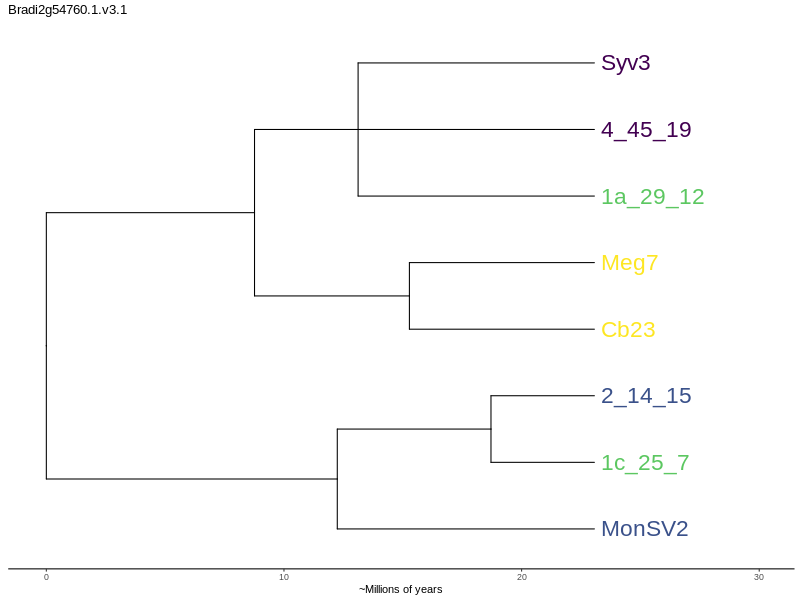 Bradi2g54760.1.v3.1
Syv3
4_45_19
1a_29_12
Meg7
Cb23
2_14_15
1c_25_7
MonSV2
0 10 20 30
~Millions of years